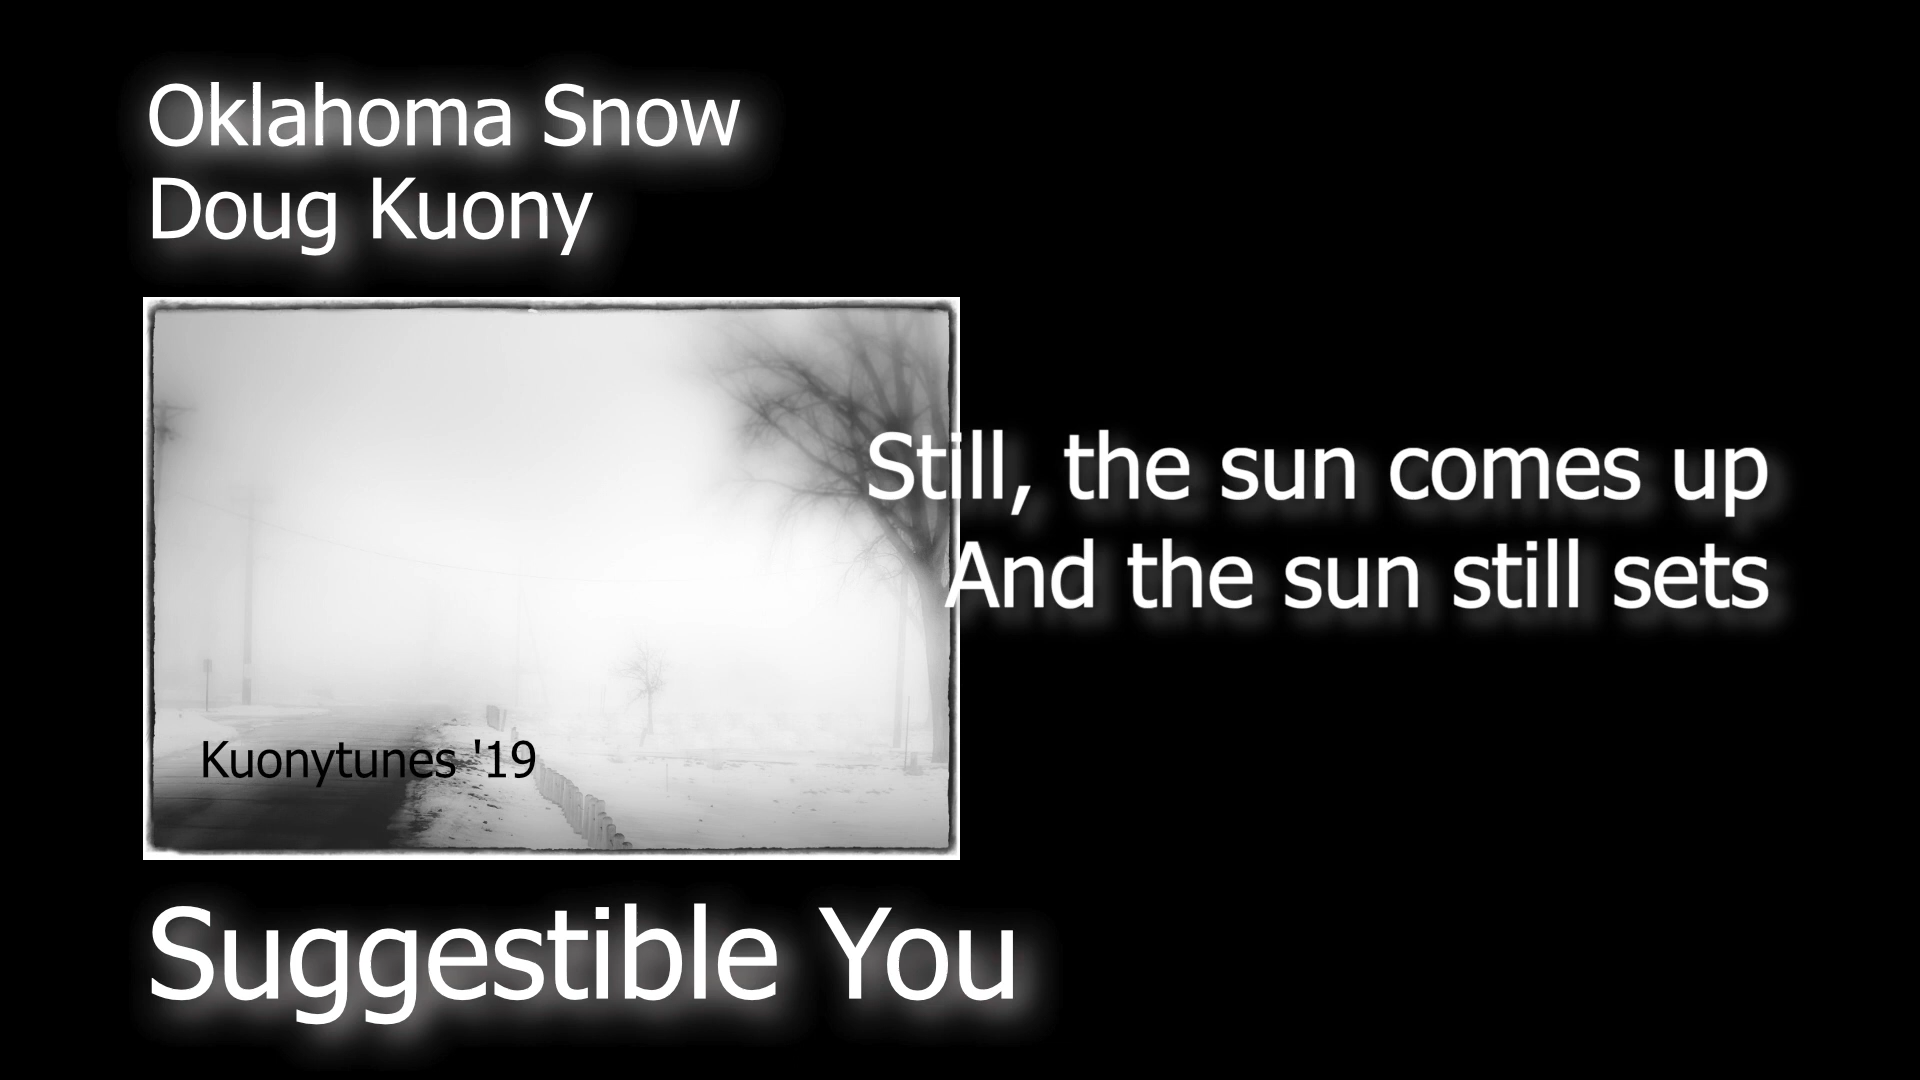 Oklahoma Snow
Doug Kuony
Still, the sun comes up
And the sun still sets
Kuonytunes '19
Suggestible You